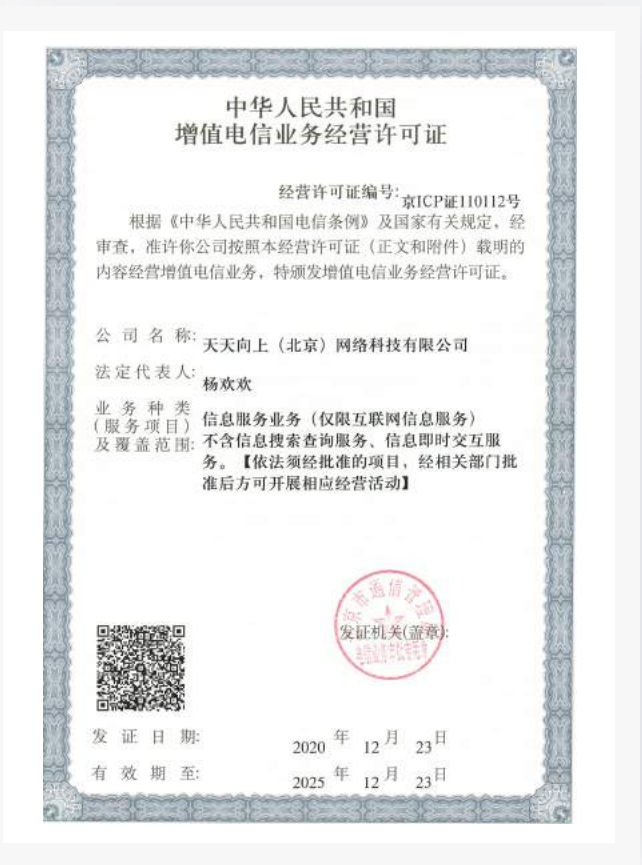 中华人民共和国
增值电信业务经营许可证
经营许可证编号:京ICP证110112号
根据《中华人民共和国电信条例》及国家有关规定，经
审查，准许你公司按照本经营许可证（正文和附件）载明的
内容经营增值电信业务，特颁发增值电信业务经营许可证。
公司名称:天天向上（北京）网络科技有限公司
法定代表人:杨欢欢
业务种类
(服务项目)
及覆盖范围:
信息服务业务（仅限互联网信息服务）
不含信息搜索查询服务、信息即时交互服
务。【依法须经批准的项目，经相关部门批
准后方可开展相应经营活动】
京市通信管理局
发证机关(盖章):
发证日期: 2020年12月23日
有效期至: 2025年12月23日